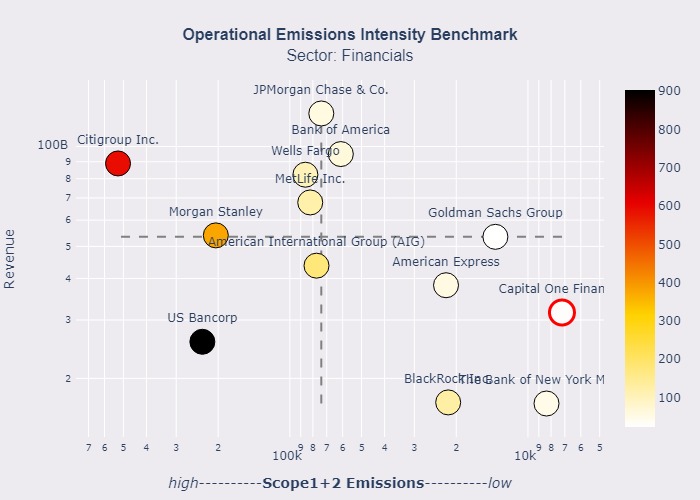 Operational Emissions Intensity Benchmark
Sector: Financials
JPMorgan Chase & Co.
Bank of America
Citigroup Inc.
Wells Fargo
MetLife Inc.
Morgan Stanley
Goldman Sachs Group
American International Group (AIG)
American Express
Capital One Finan
US Bancorp
BlackRock Inc.
The Bank of New York M
Revenue
100B
9
8
7
6
5
4
3
2
7 6 5 4 3 2 100k 9 8 7 6 5 4 3 2 10k 9 8 7 6 5
high----------Scope1+2 Emissions----------low
900
800
700
600
500
400
300
200
100